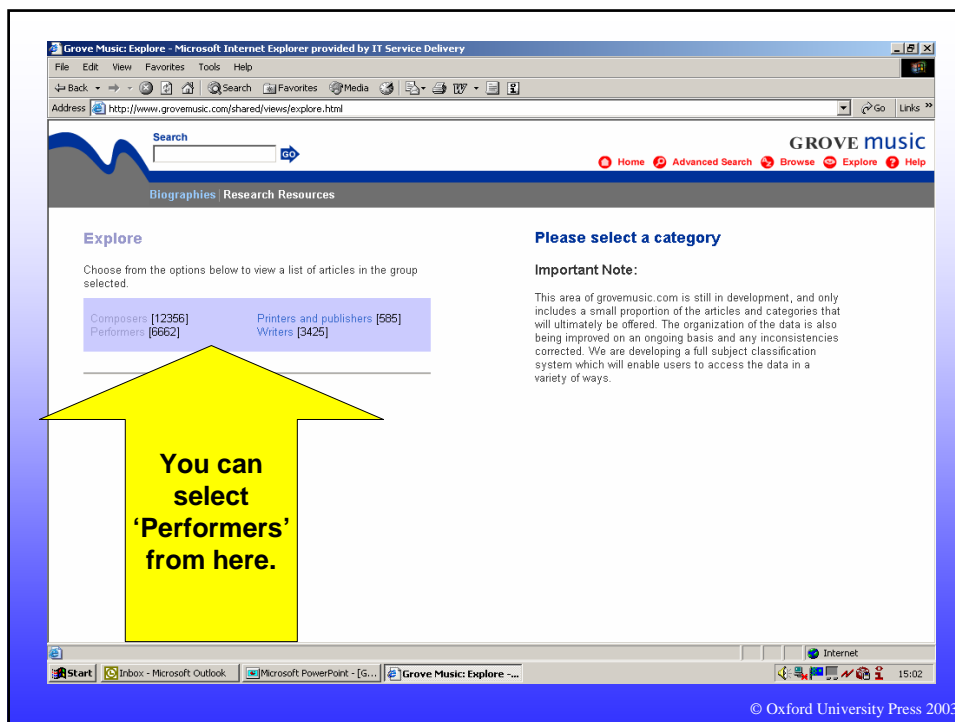 Grove Music: Explore - Microsoft Internet Explorer provided by IT Service Delivery
File Edit View Favorites Tools Help
Back Search Favorites Media
Address http://www.grovemusic.com/shared/views/explore.html Go Links »
Search
GO
GROVE music
Home Advanced Search Browse Explore Help
Biographies | Research Resources
Explore
Choose from the options below to view a list of articles in the group
selected.
Composers [12356] Printers and publishers [585]
Performers [6662] Writers [3425]
Please select a category
Important Note:
This area of grovemusic.com is still in development, and only
includes a small proportion of the articles and categories that
will ultimately be offered. The organization of the data is also
being improved on an ongoing basis and any inconsistencies
corrected. We are developing a full subject classification
system which will enable users to access the data in a
variety of ways.
You can
select
‘Performers’
from here.
Internet
Start Inbox - Microsoft Outlook Microsoft PowerPoint - [G... Grove Music: Explore -... 15:02
© Oxford University Press 2003